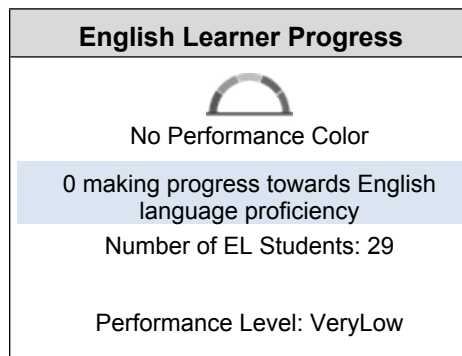 English Learner Progress
No Performance Color
0 making progress towards English
language proficiency
Number of EL Students: 29
Performance Level: VeryLow